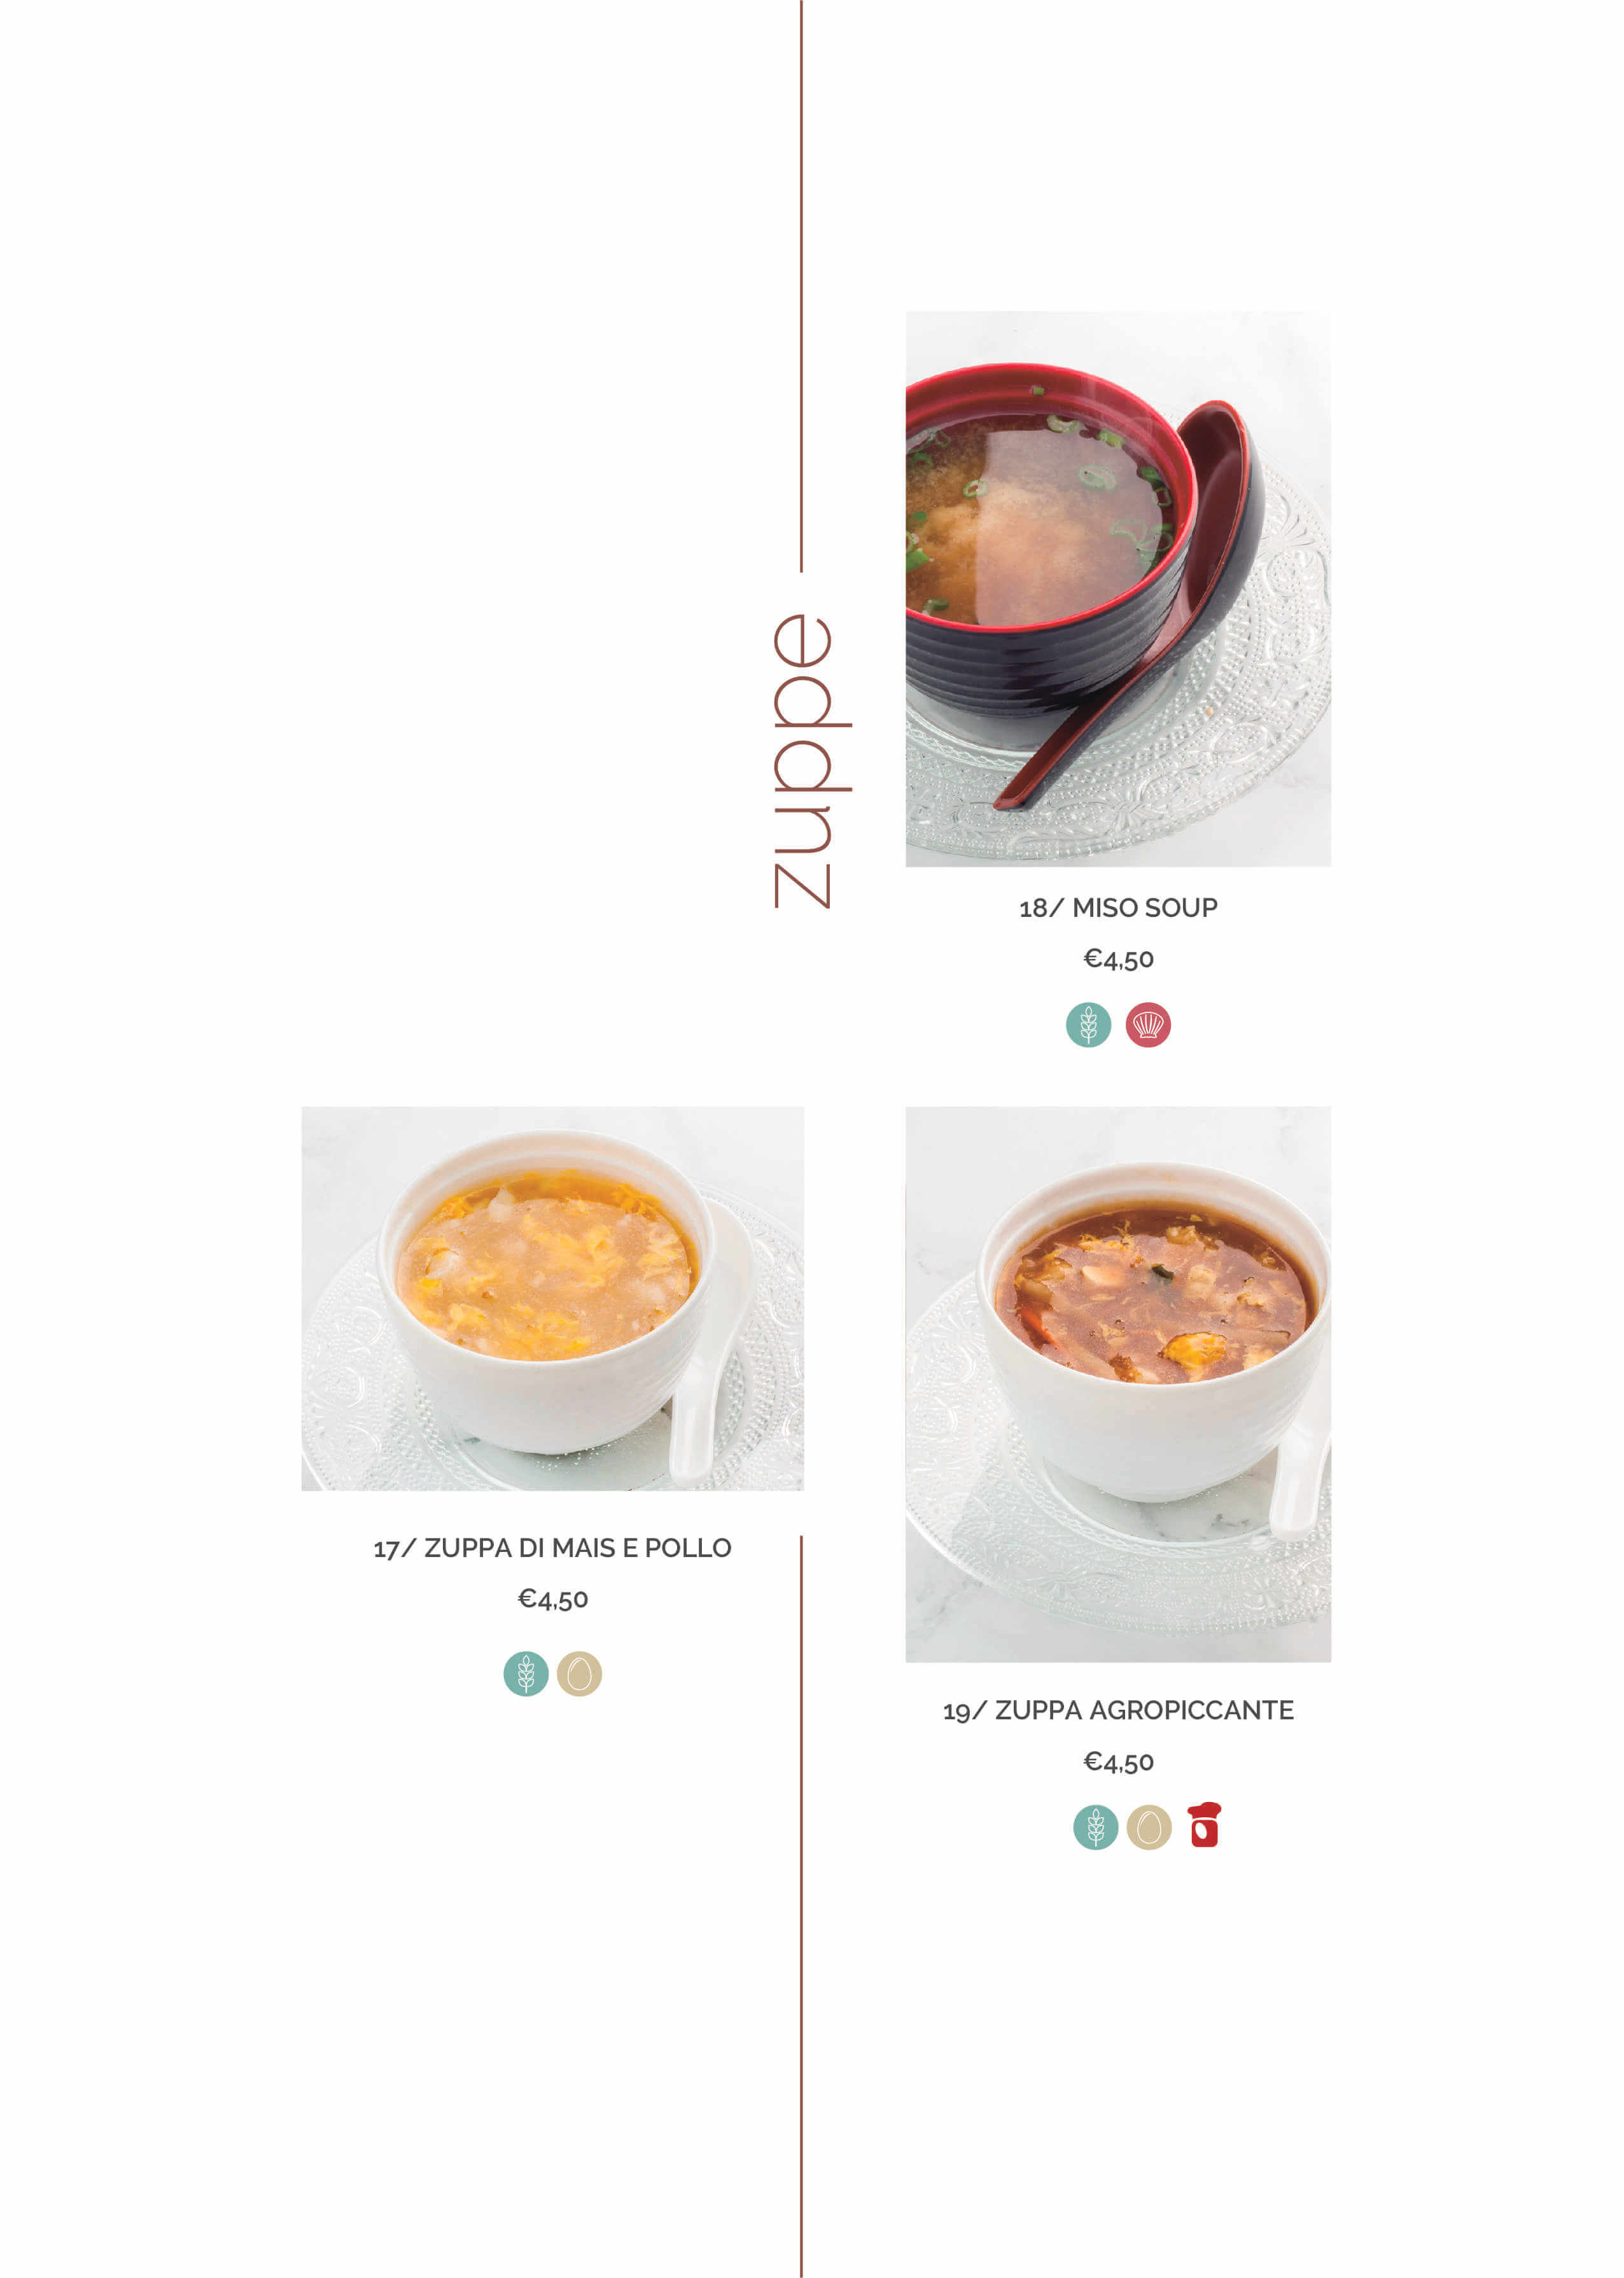 zuppe
18/ MISO SOUP
€4,50
17/ ZUPPA DI MAIS E POLLO
€4,50
19/ ZUPPA AGROPICCANTE
€4,50